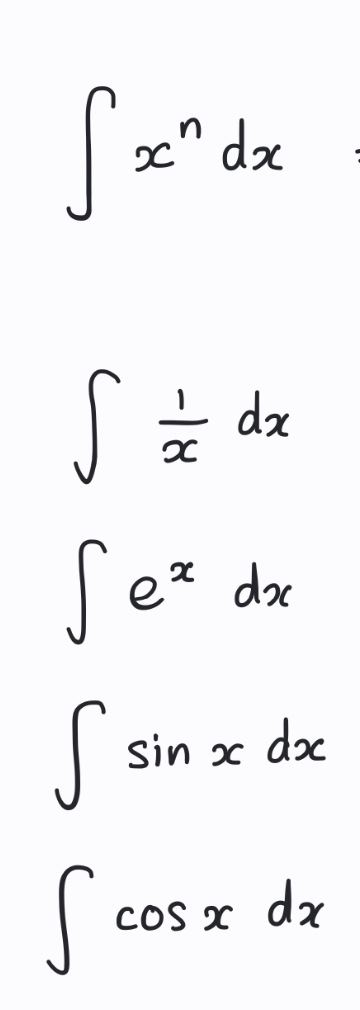 ∫ xⁿ dx
∫ 1/x dx
∫ eˣ dx
∫ sin x dx
∫ cos x dx